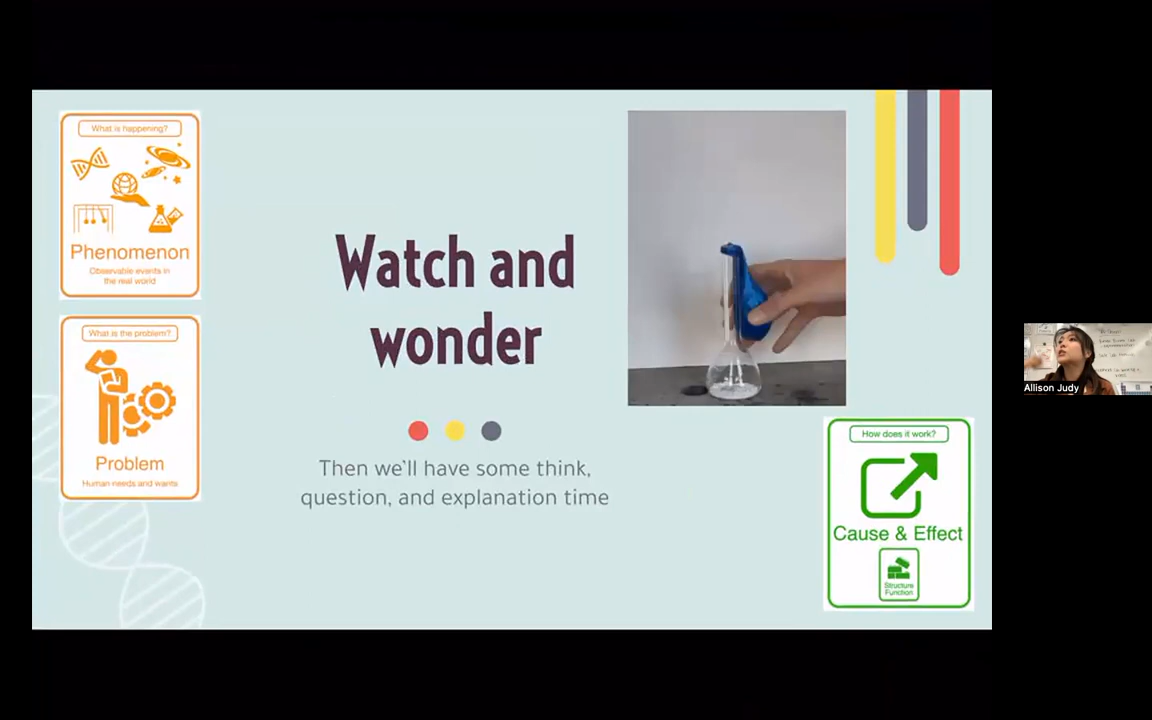 What is happening?
Phenomenon
Observable events in
the real world
What is the problem?
Problem
Human needs and wants
Watch and
wonder
Then we'll have some think,
question, and explanation time
How does it work?
Cause & Effect
Structure
Function
Allison Judy